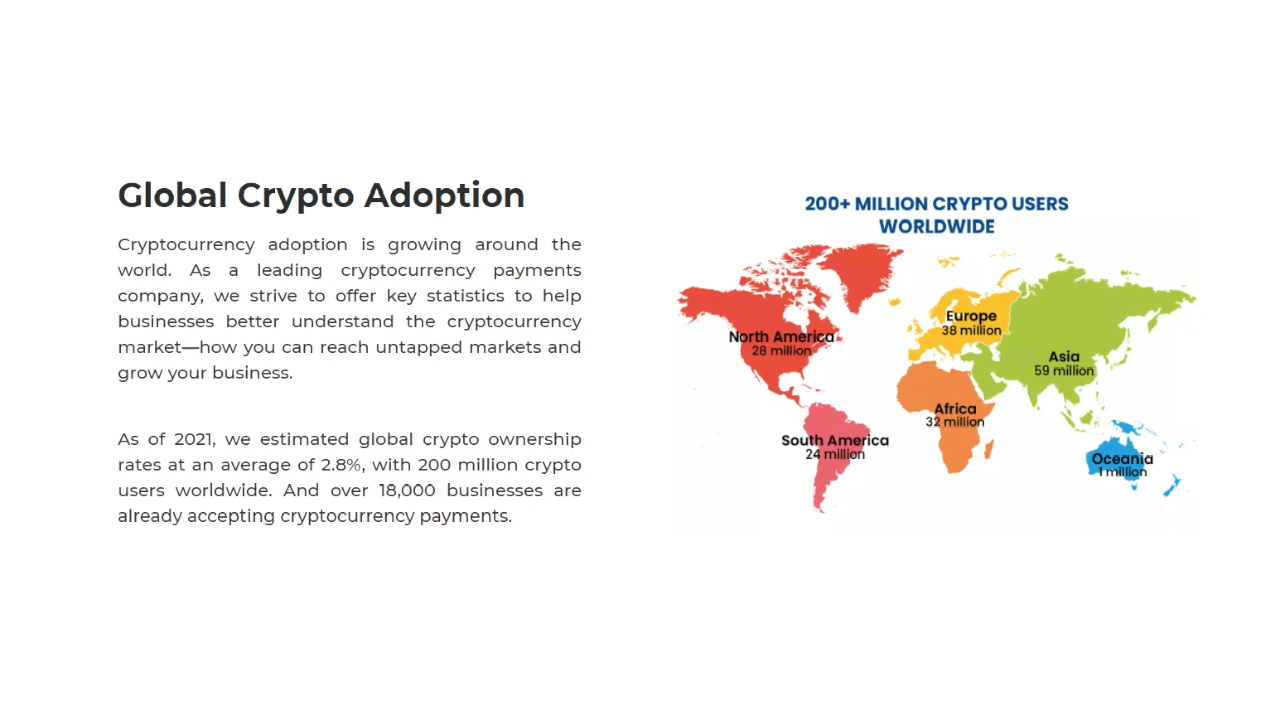 Global Crypto Adoption
Cryptocurrency adoption is growing around the
world. As a leading cryptocurrency payments
company, we strive to offer key statistics to help
businesses better understand the cryptocurrency
market—how you can reach untapped markets and
grow your business.
As of 2021, we estimated global crypto ownership
rates at an average of 2.8%, with 200 million crypto
users worldwide. And over 18,000 businesses are
already accepting cryptocurrency payments.
200+ MILLION CRYPTO USERS
WORLDWIDE
North America
28 million
Europe
38 million
Asia
59 million
Africa
32 million
South America
24 million
Oceania
1 million